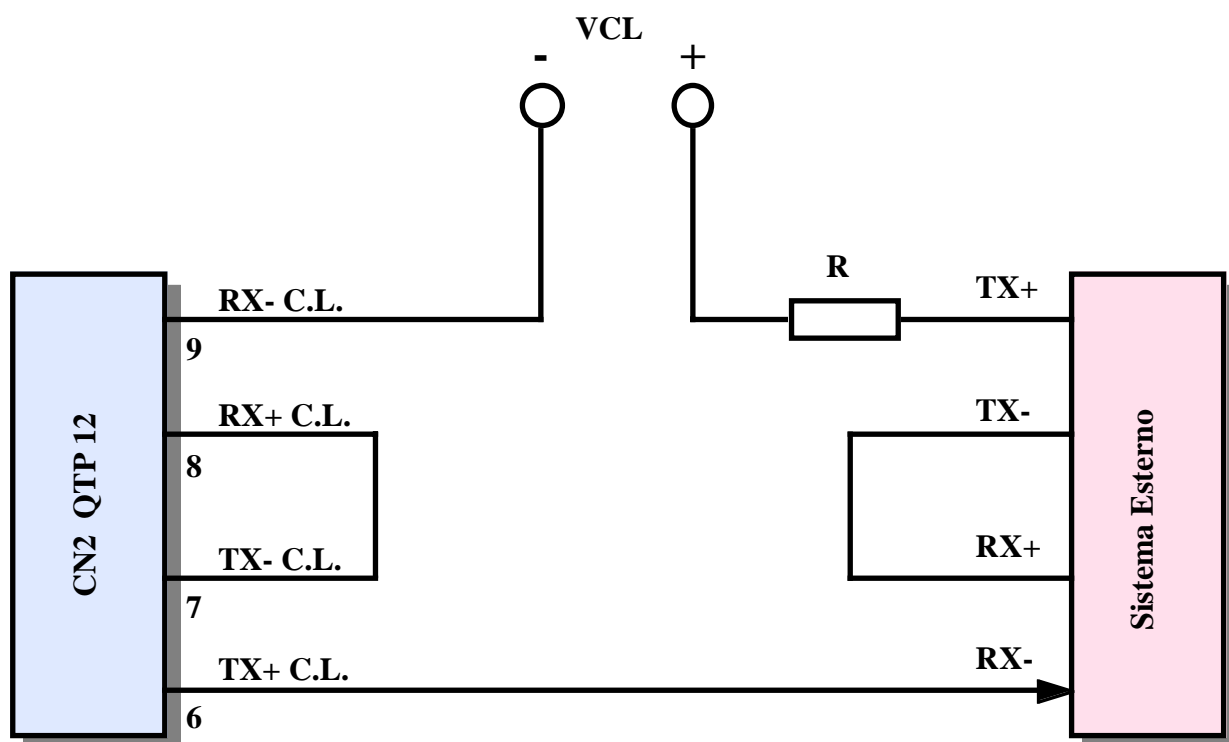 VCL
- +
R
RX- C.L.
9
RX+ C.L.
8
TX- C.L.
7
TX+ C.L.
6
CN2 QTP 12
TX+
TX-
RX+
RX-
Sistema Esterno